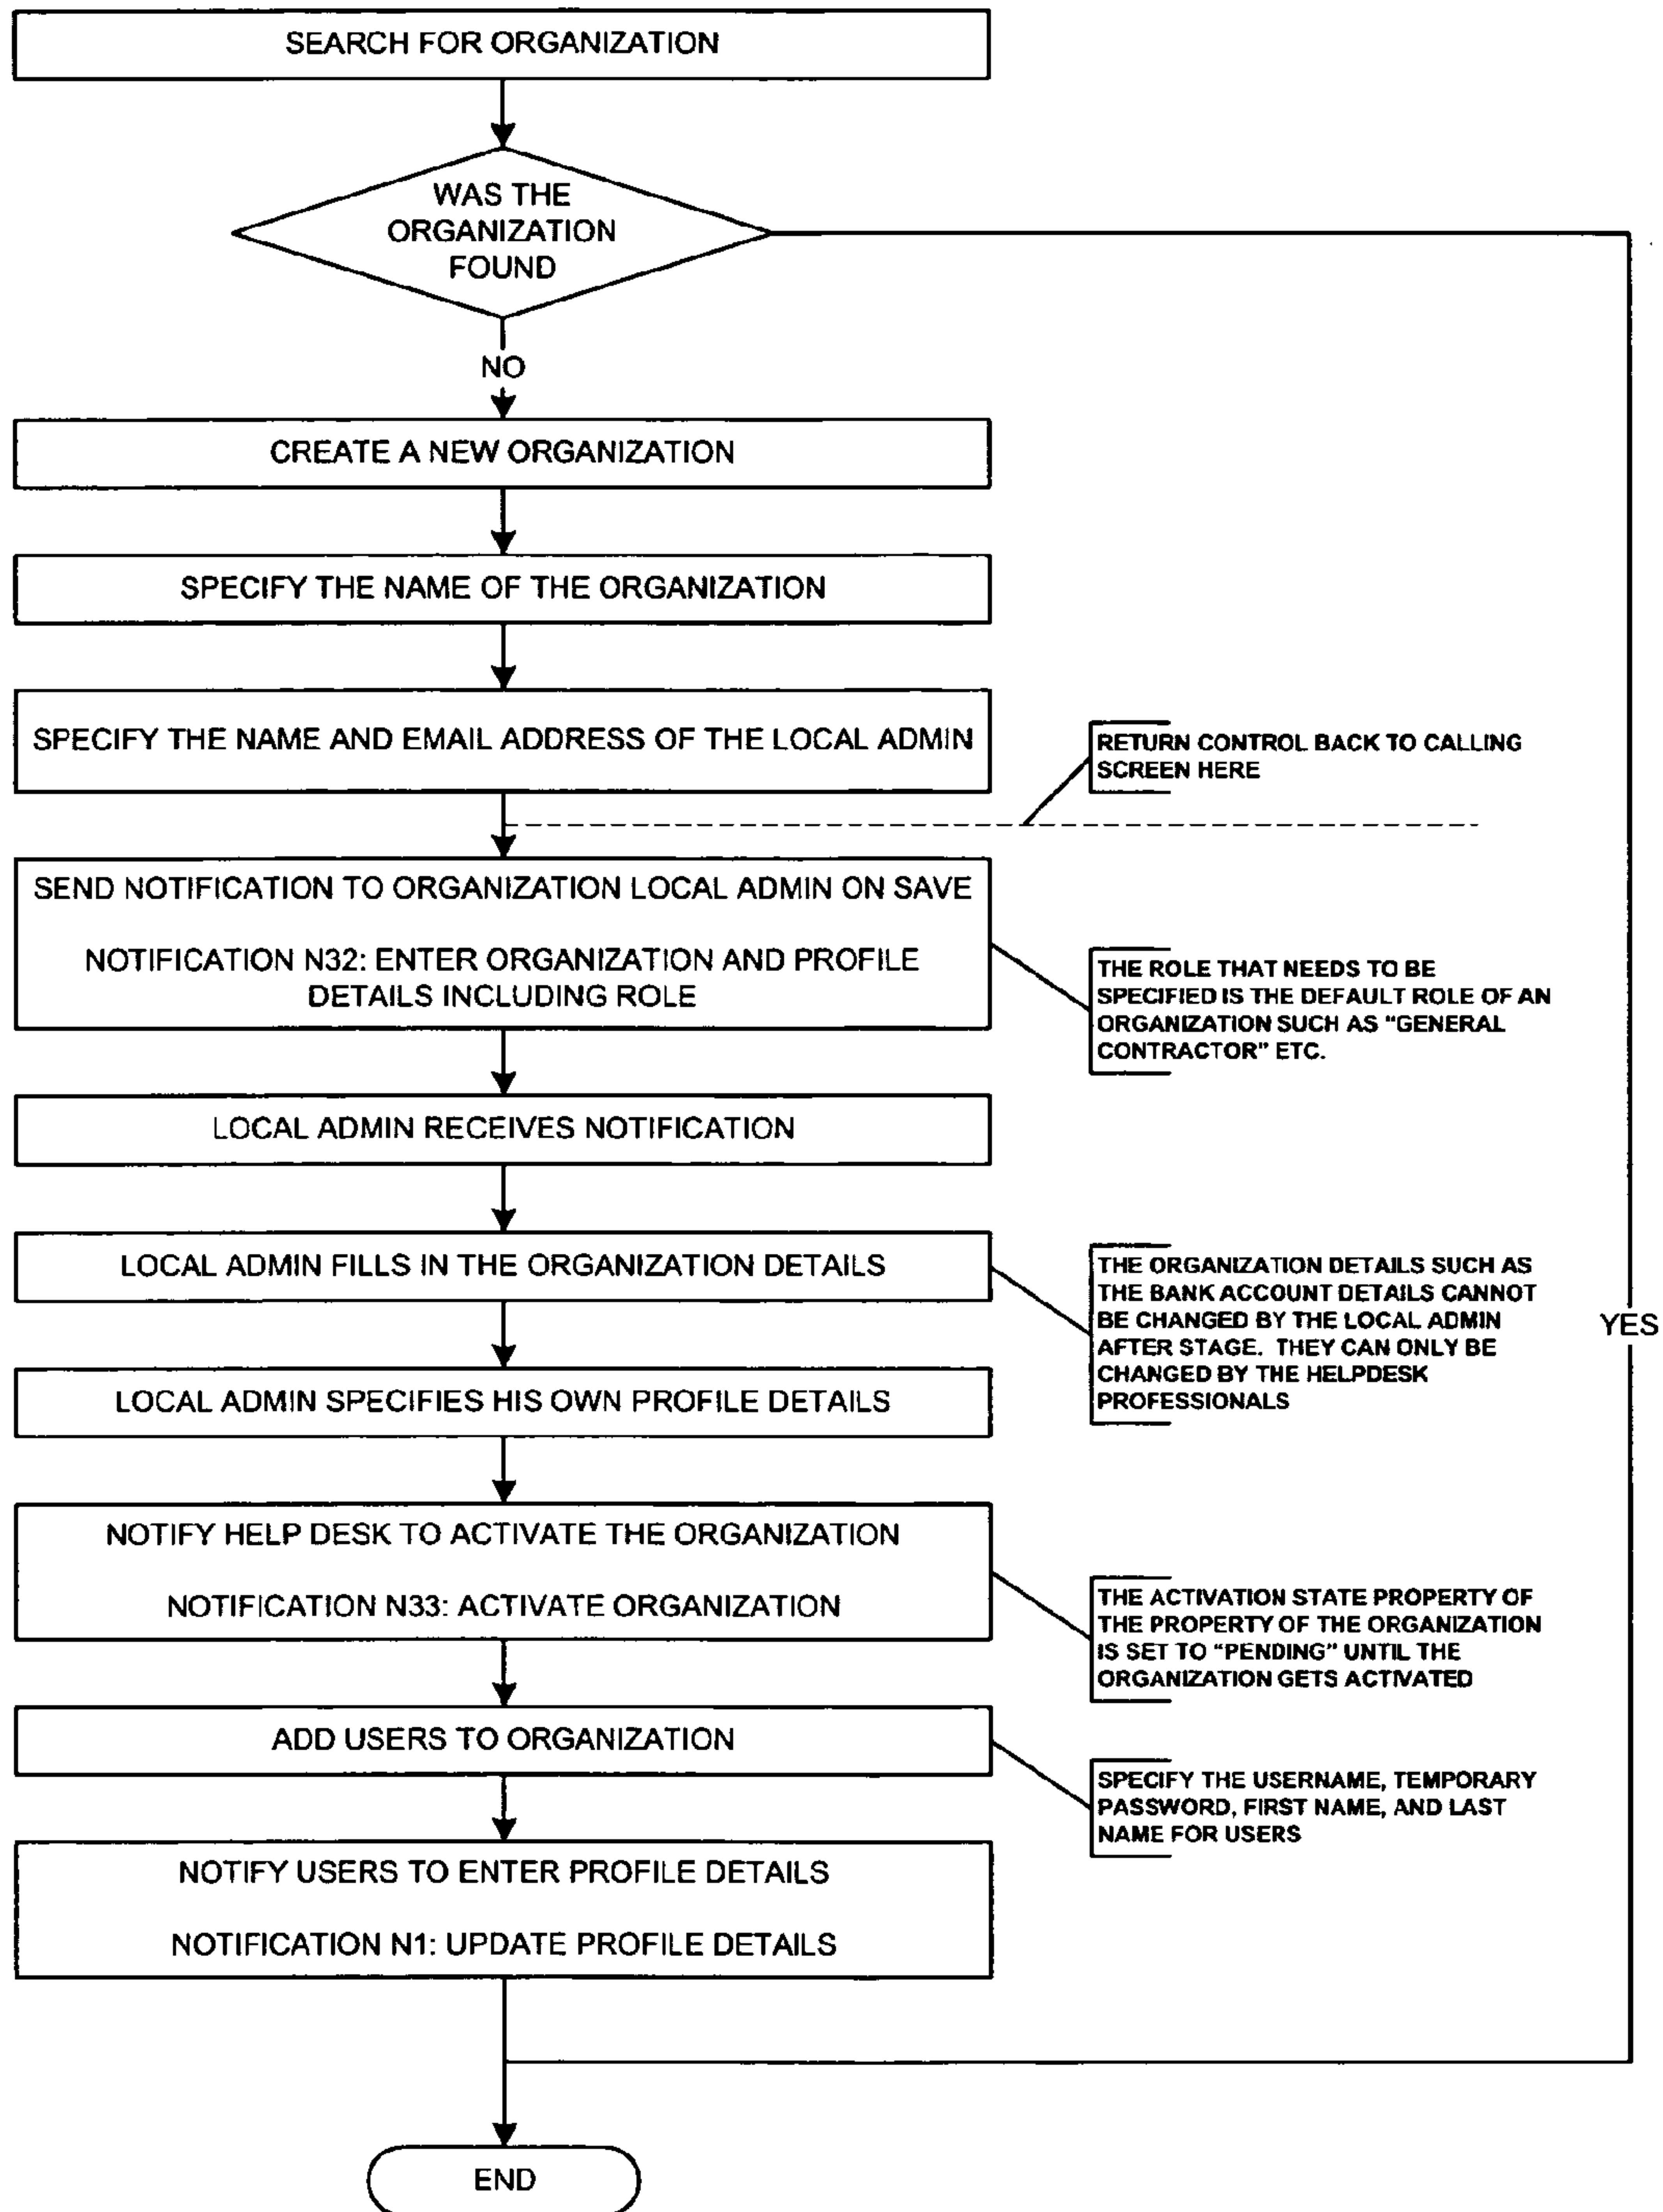 SEARCH FOR ORGANIZATION
WAS THE
ORGANIZATION
FOUND
NO
CREATE A NEW ORGANIZATION
SPECIFY THE NAME OF THE ORGANIZATION
SPECIFY THE NAME AND EMAIL ADDRESS OF THE LOCAL ADMIN
RETURN CONTROL BACK TO CALLING
SCREEN HERE
SEND NOTIFICATION TO ORGANIZATION LOCAL ADMIN ON SAVE
NOTIFICATION N32: ENTER ORGANIZATION AND PROFILE
DETAILS INCLUDING ROLE
THE ROLE THAT NEEDS TO BE
SPECIFIED IS THE DEFAULT ROLE OF AN
ORGANIZATION SUCH AS "GENERAL
CONTRACTOR" ETC.
LOCAL ADMIN RECEIVES NOTIFICATION
LOCAL ADMIN FILLS IN THE ORGANIZATION DETAILS
THE ORGANIZATION DETAILS SUCH AS
THE BANK ACCOUNT DETAILS CANNOT
BE CHANGED BY THE LOCAL ADMIN
AFTER STAGE. THEY CAN ONLY BE
CHANGED BY THE HELPDESK
PROFESSIONALS
YES
LOCAL ADMIN SPECIFIES HIS OWN PROFILE DETAILS
NOTIFY HELP DESK TO ACTIVATE THE ORGANIZATION
NOTIFICATION N33: ACTIVATE ORGANIZATION
THE ACTIVATION STATE PROPERTY OF
THE PROPERTY OF THE ORGANIZATION
IS SET TO "PENDING" UNTIL THE
ORGANIZATION GETS ACTIVATED
ADD USERS TO ORGANIZATION
SPECIFY THE USERNAME, TEMPORARY
PASSWORD, FIRST NAME, AND LAST
NAME FOR USERS
NOTIFY USERS TO ENTER PROFILE DETAILS
NOTIFICATION N1: UPDATE PROFILE DETAILS
END